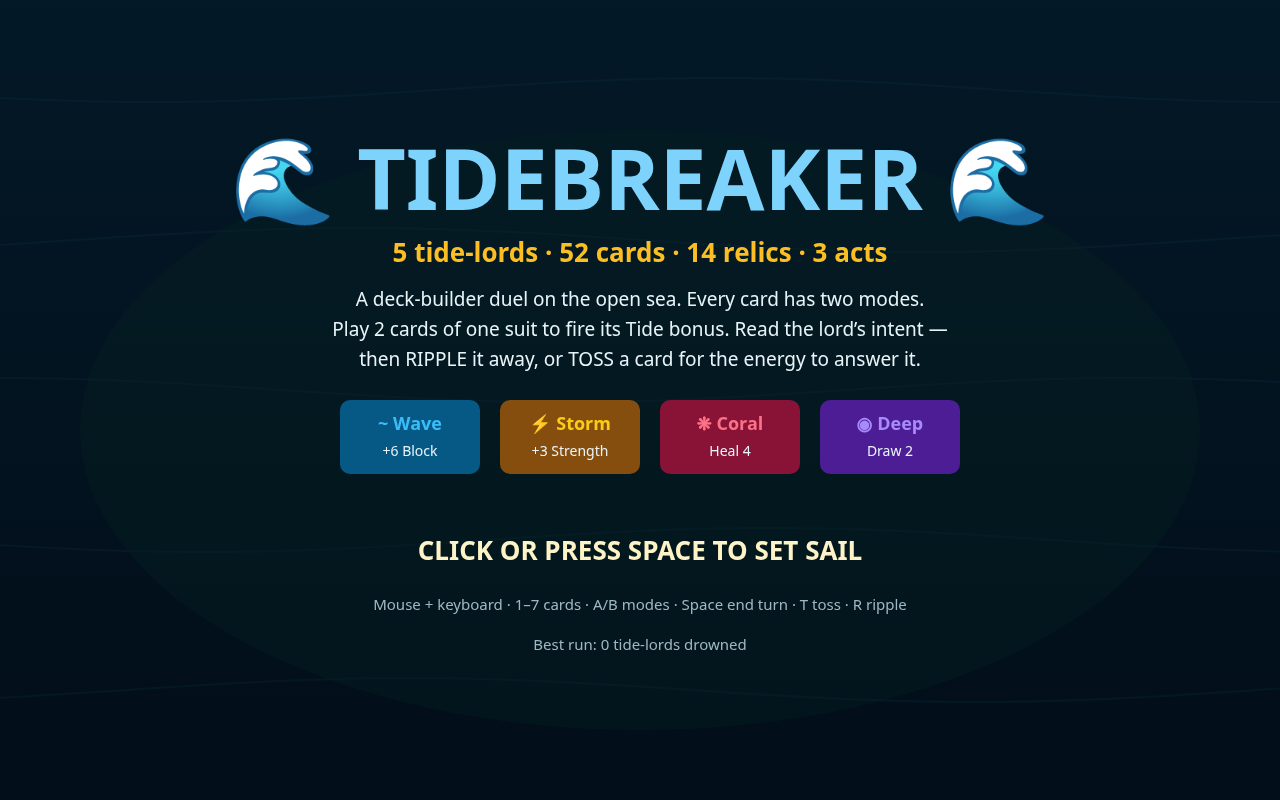 🌊 TIDEBREAKER 🌊
5 tide-lords · 52 cards · 14 relics · 3 acts
A deck-builder duel on the open sea. Every card has two modes.
Play 2 cards of one suit to fire its Tide bonus. Read the lord’s intent —
then RIPPLE it away, or TOSS a card for the energy to answer it.
~ Wave
+6 Block
⚡ Storm
+3 Strength
❋ Coral
Heal 4
◉ Deep
Draw 2
CLICK OR PRESS SPACE TO SET SAIL
Mouse + keyboard · 1–7 cards · A/B modes · Space end turn · T toss · R ripple
Best run: 0 tide-lords drowned